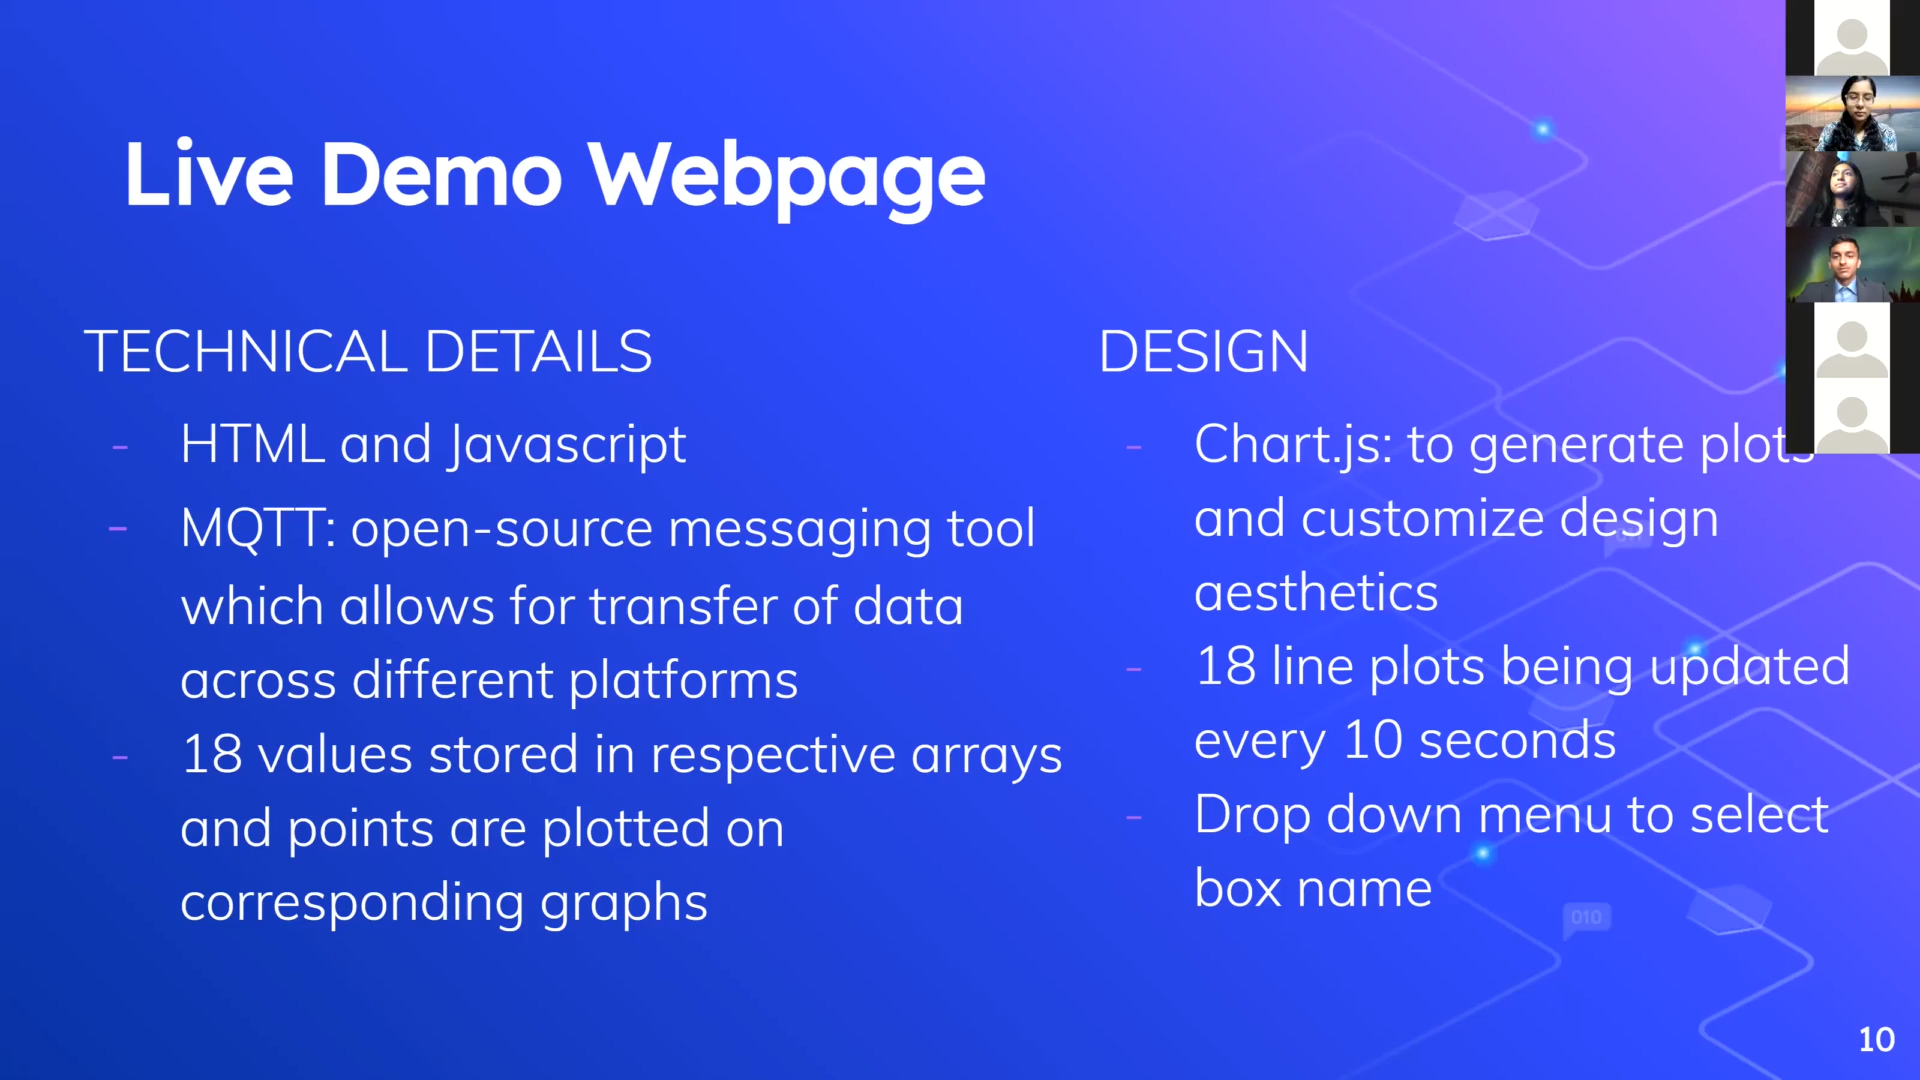 Live Demo Webpage
TECHNICAL DETAILS
- HTML and Javascript
- MQTT: open-source messaging tool
which allows for transfer of data
across different platforms
- 18 values stored in respective arrays
and points are plotted on
corresponding graphs
DESIGN
- Chart.js: to generate plots
and customize design
aesthetics
- 18 line plots being updated
every 10 seconds
- Drop down menu to select
box name
010
10